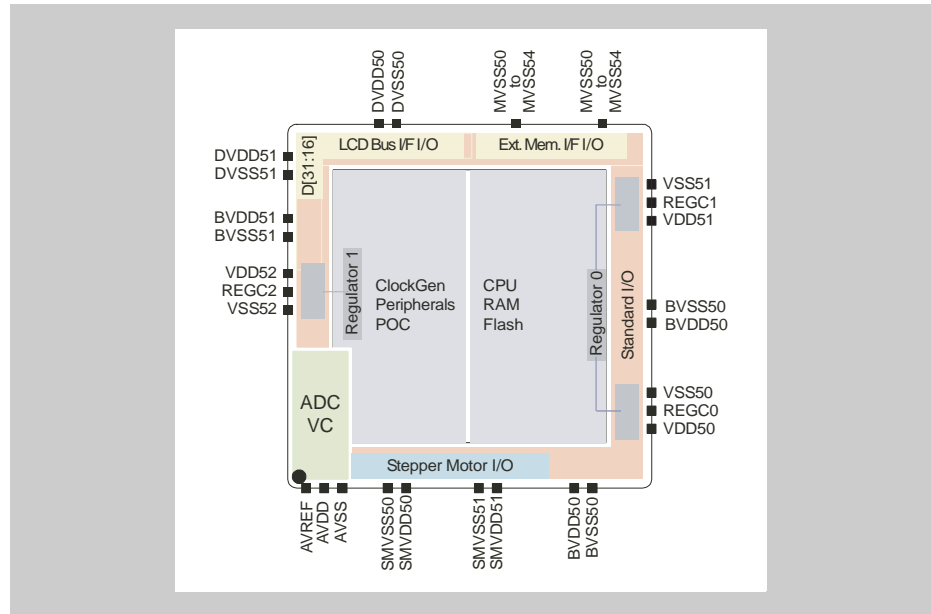 DVDD50
DVSS50
MVSS50
to
MVSS54
MVSS50
to
MVSS54
LCD Bus I/F I/O
Ext. Mem. I/F I/O
D[31:16]
DVDD51
DVSS51
BVDD51
BVSS51
VDD52
REGC2
VSS52
VSS51
REGC1
VDD51
BVSS50
BVDD50
VSS50
REGC0
VDD50
Regulator 1
ClockGen
Peripherals
POC
CPU
RAM
Flash
Regulator 0
Standard I/O
ADC
VC
Stepper Motor I/O
AVREF
AVDD
AVSS
SMVSS50
SMVDD50
SMVSS51
SMVDD51
BVDD50
BVSS50